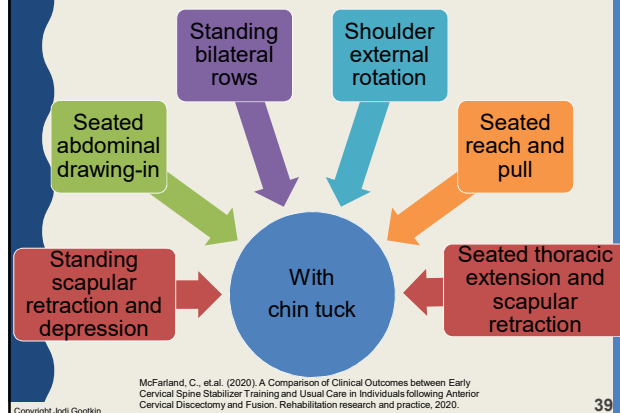 Standing
bilateral
rows
Shoulder
external
rotation
Seated
abdominal
drawing-in
Seated
reach and
pull
Standing
scapular
retraction and
depression
With
chin tuck
Seated thoracic
extension and
scapular
retraction
McFarland, C., et.al. (2020). A Comparison of Clinical Outcomes between Early
Cervical Spine Stabilizer Training and Usual Care in Individuals following Anterior
Cervical Discectomy and Fusion. Rehabilitation research and practice, 2020.
Copyright Jodi Gootkin
39